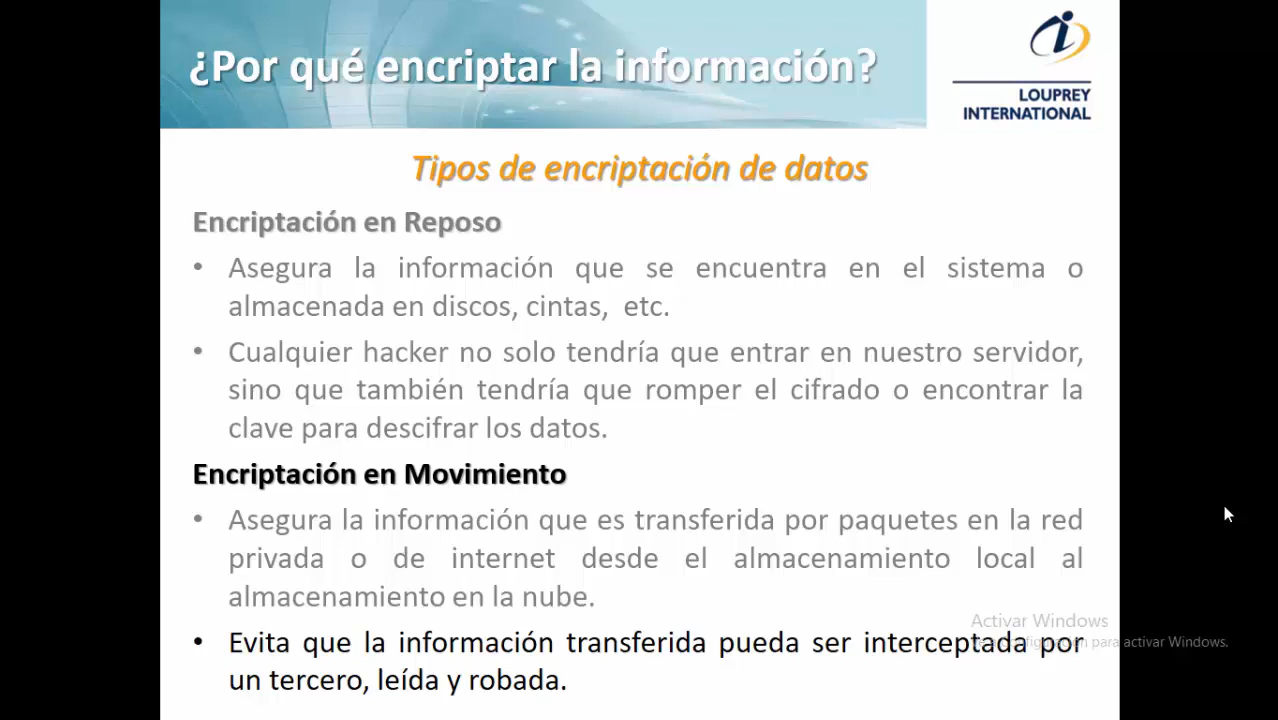 ¿Por qué encriptar la información?
LOUPREY
INTERNATIONAL
Tipos de encriptación de datos
Encriptación en Reposo
• Asegura la información que se encuentra en el sistema o
almacenada en discos, cintas, etc.
• Cualquier hacker no solo tendría que entrar en nuestro servidor,
sino que también tendría que romper el cifrado o encontrar la
clave para descifrar los datos.
Encriptación en Movimiento
• Asegura la información que es transferida por paquetes en la red
privada o de internet desde el almacenamiento local al
almacenamiento en la nube.
• Evita que la información transferida pueda ser interceptada por
un tercero, leída y robada.
Activar Windows
para activar Windows.